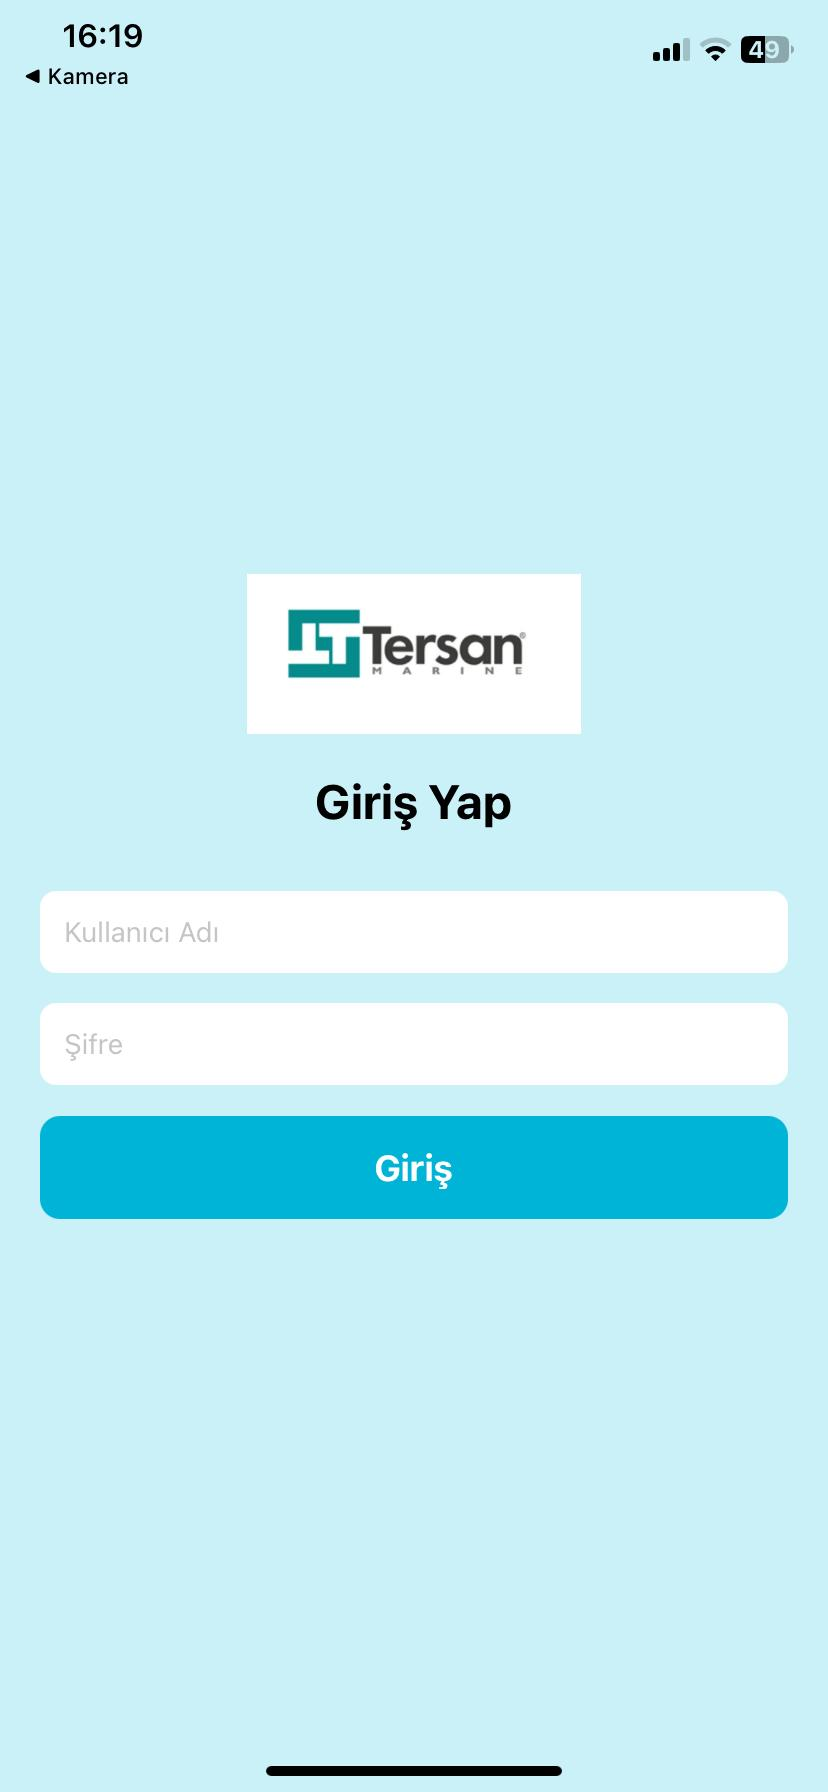 16:19
49
◀ Kamera
Tersan®
MARINE
Giriş Yap
Kullanıcı Adı
Şifre
Giriş